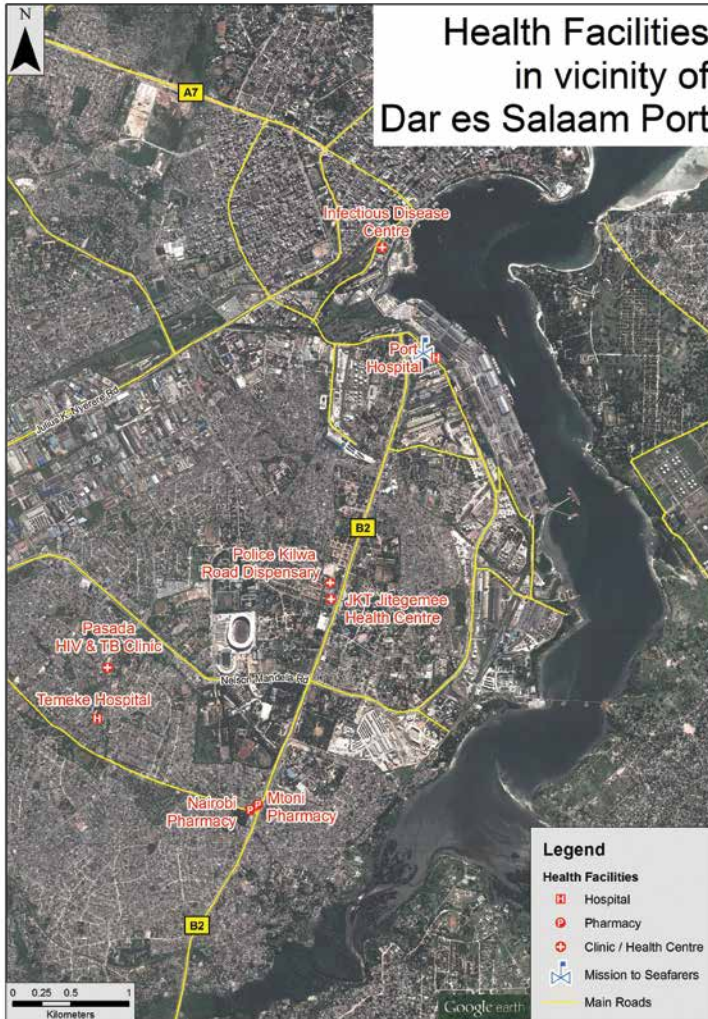 N
Health Facilities
in vicinity of
Dar es Salaam Port
A7
Infectious Disease
Centre
Port
Hospital
H
Julius K. Nyerere Rd
B2
Police Kilwa
Road Dispensary
JKT Jitegemee
Health Centre
Pasada
HIV & TB Clinic
Nelson Mandela Rd
Temeke Hospital
H
Nairobi
Pharmacy
P
P
Mtoni
Pharmacy
B2
Legend
Health Facilities
H Hospital
P Pharmacy
Clinic / Health Centre
Mission to Seafarers
Main Roads
0 0.25 0.5 1
Kilometers
Google earth